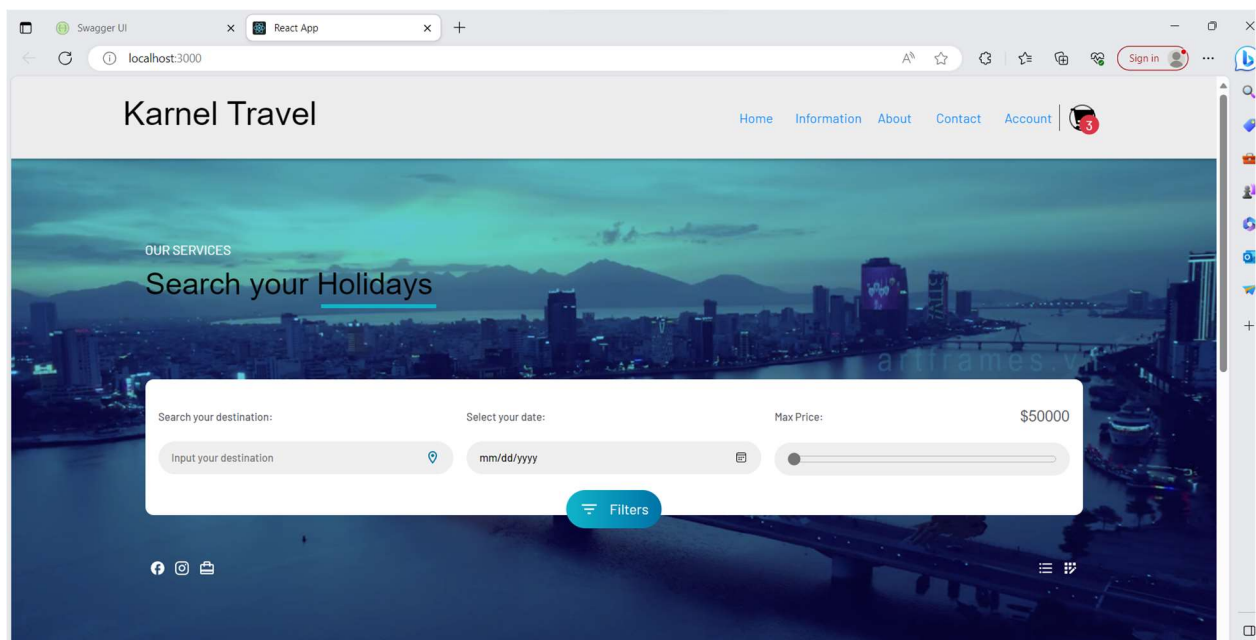 Swagger UI
React App
localhost:3000
Sign in
Karnel Travel
Home Information About Contact Account 3
OUR SERVICES
Search your Holidays
artframes.v
Search your destination: Select your date: Max Price: $50000
Input your destination mm/dd/yyyy
Filters